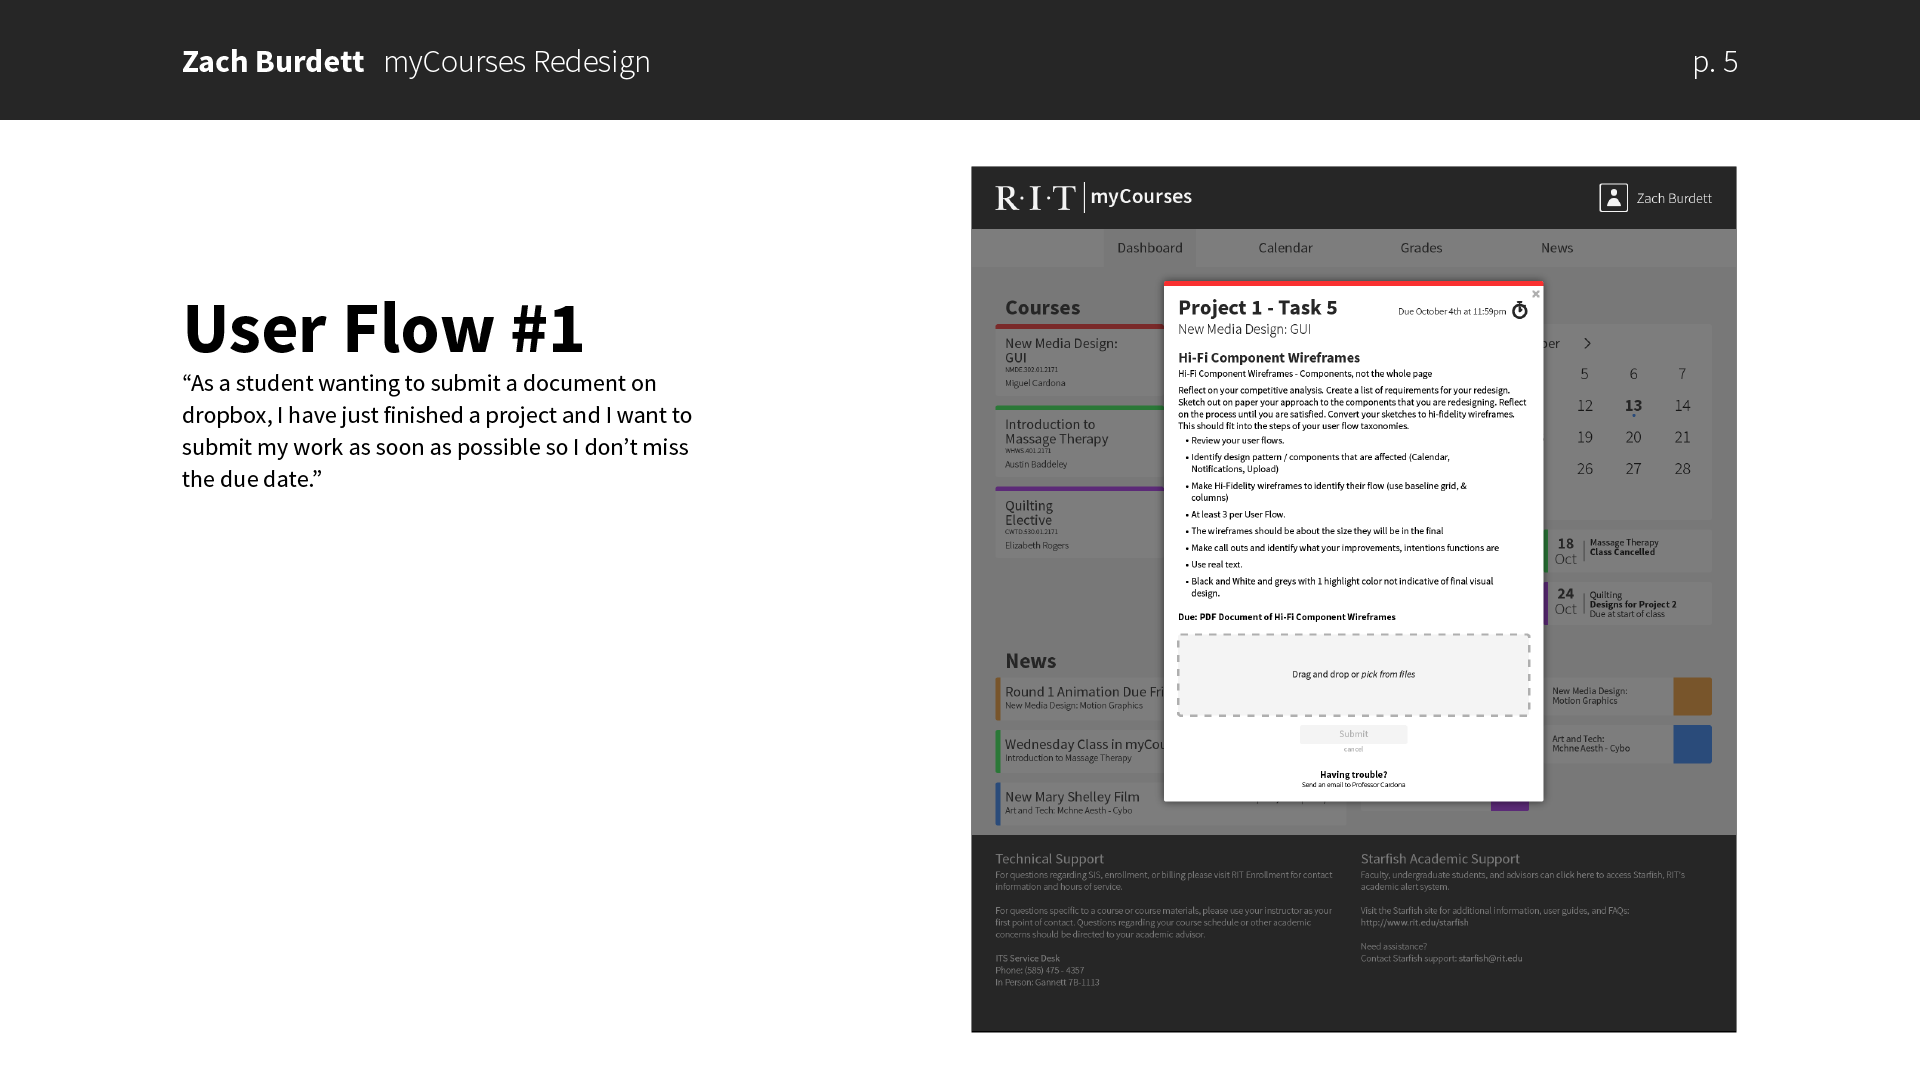 Zach Burdett myCourses Redesign
p. 5
User Flow #1
“As a student wanting to submit a document on
dropbox, I have just finished a project and I want to
submit my work as soon as possible so I don’t miss
the due date.”
R·I·T myCourses
Zach Burdett
Dashboard Calendar Grades News
Courses
New Media Design:
GUI
NMDE.302.01.2171
Miguel Cardona
Introduction to
Massage Therapy
WHWS.401.2171
Austin Baddeley
Quilting
Elective
CWTD.530.01.2171
Elizabeth Rogers
News
Round 1 Animation Due Fri
New Media Design: Motion Graphics
Wednesday Class in myCou
Introduction to Massage Therapy
New Mary Shelley Film
Art and Tech: Mchne Aesth - Cybo
Project 1 - Task 5
Due October 4th at 11:59pm
New Media Design: GUI
Hi-Fi Component Wireframes
Hi-Fi Component Wireframes - Components, not the whole page
Reflect on your competitive analysis. Create a list of requirements for your redesign.
Sketch out on paper your approach to the components that you are redesigning. Reflect
on the process until you are satisfied. Convert your sketches to hi-fidelity wireframes.
This should fit into the steps of your user flow taxonomies.
• Review your user flows.
• Identify design pattern / components that are affected (Calendar,
Notifications, Upload)
• Make Hi-Fidelity wireframes to identify their flow (use baseline grid, &
columns)
• At least 3 per User Flow.
• The wireframes should be about the size they will be in the final
• Make call outs and identify what your improvements, intentions functions are
• Use real text.
• Black and White and greys with 1 highlight color not indicative of final visual
design.
Due: PDF Document of Hi-Fi Component Wireframes
Drag and drop or pick from files
Submit
cancel
Having trouble?
Send an email to Professor Cardona
ber
5 6 7
12 13 14
19 20 21
26 27 28
18
Oct
Massage Therapy
Class Cancelled
24
Oct
Quilting
Designs for Project 2
Due at start of class
New Media Design:
Motion Graphics
Art and Tech:
Mchne Aesth - Cybo
Technical Support
For questions regarding SIS, enrollment, or billing please visit RIT Enrollment for contact
information and hours of service.
For questions specific to a course or course materials, please use your instructor as your
first point of contact. Questions regarding your course schedule or other academic
concerns should be directed to your academic advisor.
ITS Service Desk
Phone: (585) 475 - 4357
In Person: Gannett 7B-1113
Starfish Academic Support
Faculty, undergraduate students, and advisors can click here to access Starfish, RIT's
academic alert system.
Visit the Starfish site for additional information, user guides, and FAQs:
http://www.rit.edu/starfish
Need assistance?
Contact Starfish support: starfish@rit.edu